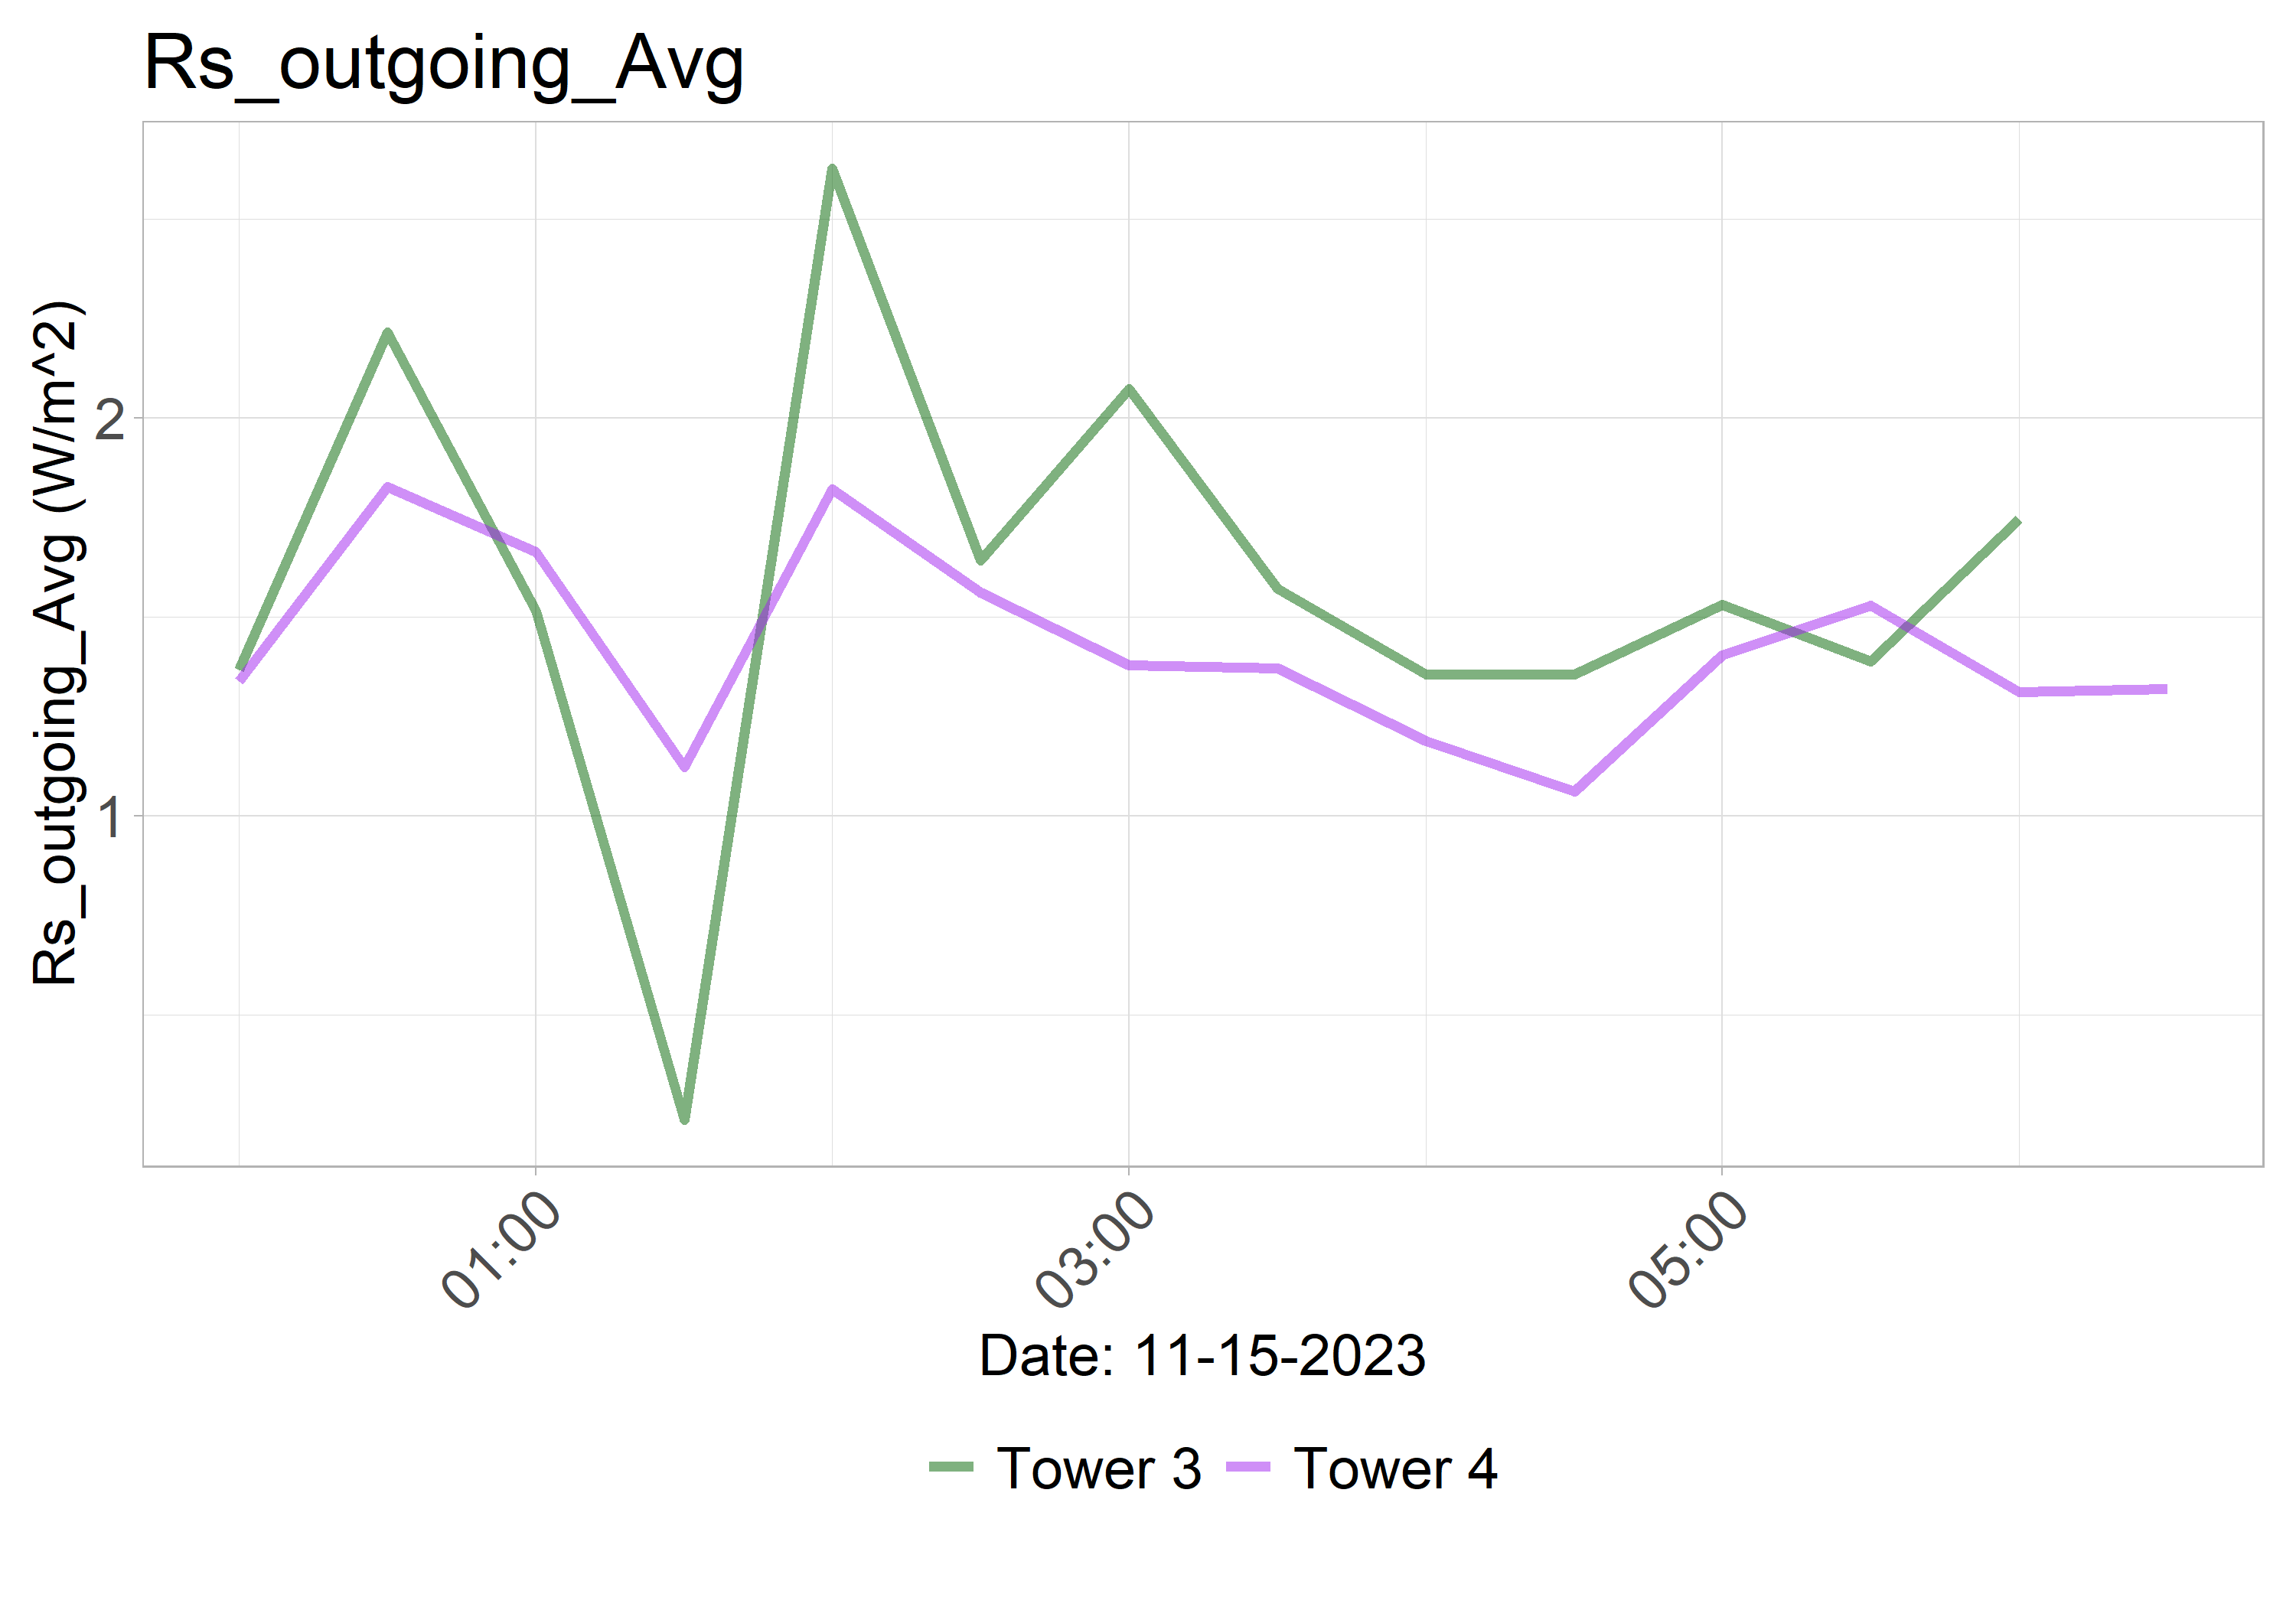 Rs_outgoing_Avg
Rs_outgoing_Avg (W/m^2)
2
1
01:00
03:00
05:00
Date: 11-15-2023
Tower 3
Tower 4